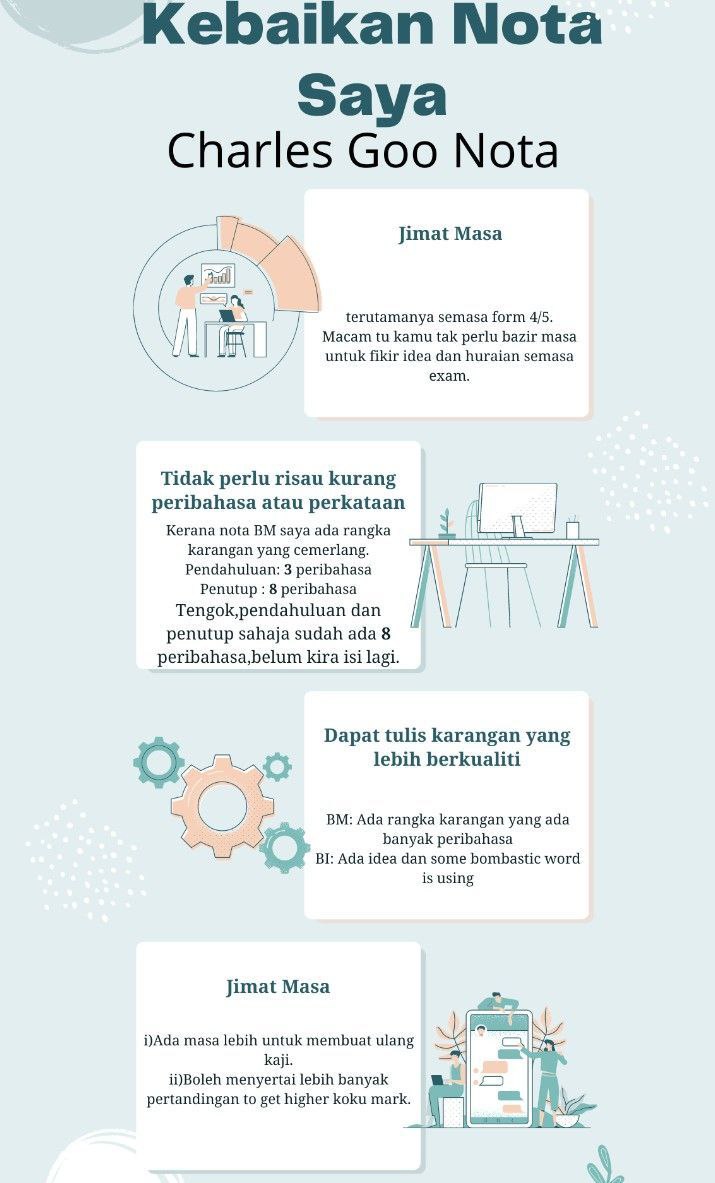 Kebaikan Nota
Saya
Charles Goo Nota
Jimat Masa
terutamanya semasa form 4/5.
Macam tu kamu tak perlu bazir masa
untuk fikir idea dan huraian semasa
exam.
Tidak perlu risau kurang
peribahasa atau perkataan
Kerana nota BM saya ada rangka
karangan yang cemerlang.
Pendahuluan: 3 peribahasa
Penutup : 8 peribahasa
Tengok,pendahuluan dan
penutup sahaja sudah ada 8
peribahasa,belum kira isi lagi.
Dapat tulis karangan yang
lebih berkualiti
BM: Ada rangka karangan yang ada
banyak peribahasa
BI: Ada idea dan some bombastic word
is using
Jimat Masa
i)Ada masa lebih untuk membuat ulang
kaji.
ii)Boleh menyertai lebih banyak
pertandingan to get higher koku mark.